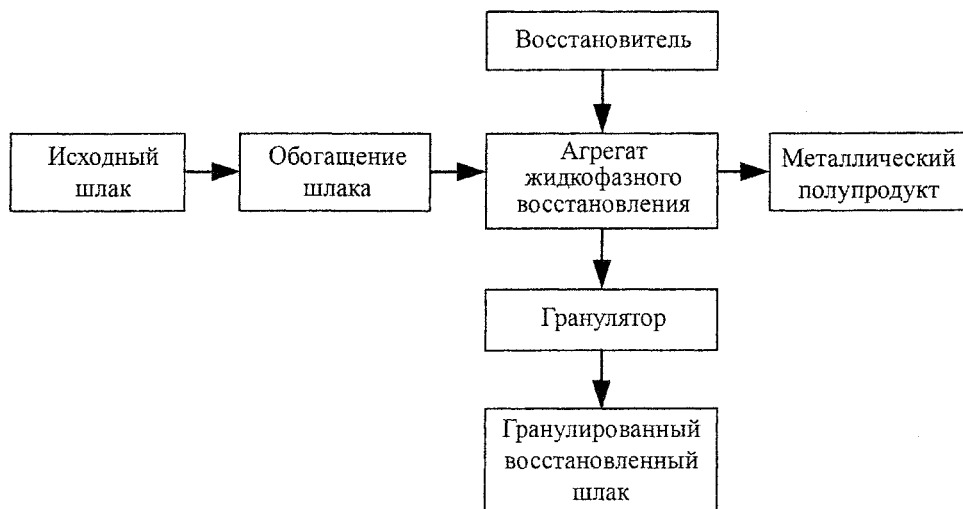 Восстановитель
Исходный
шлак
Обогащение
шлака
Агрегат
жидкофазного
восстановления
Металлический
полупродукт
Гранулятор
Гранулированный
восстановленный
шлак